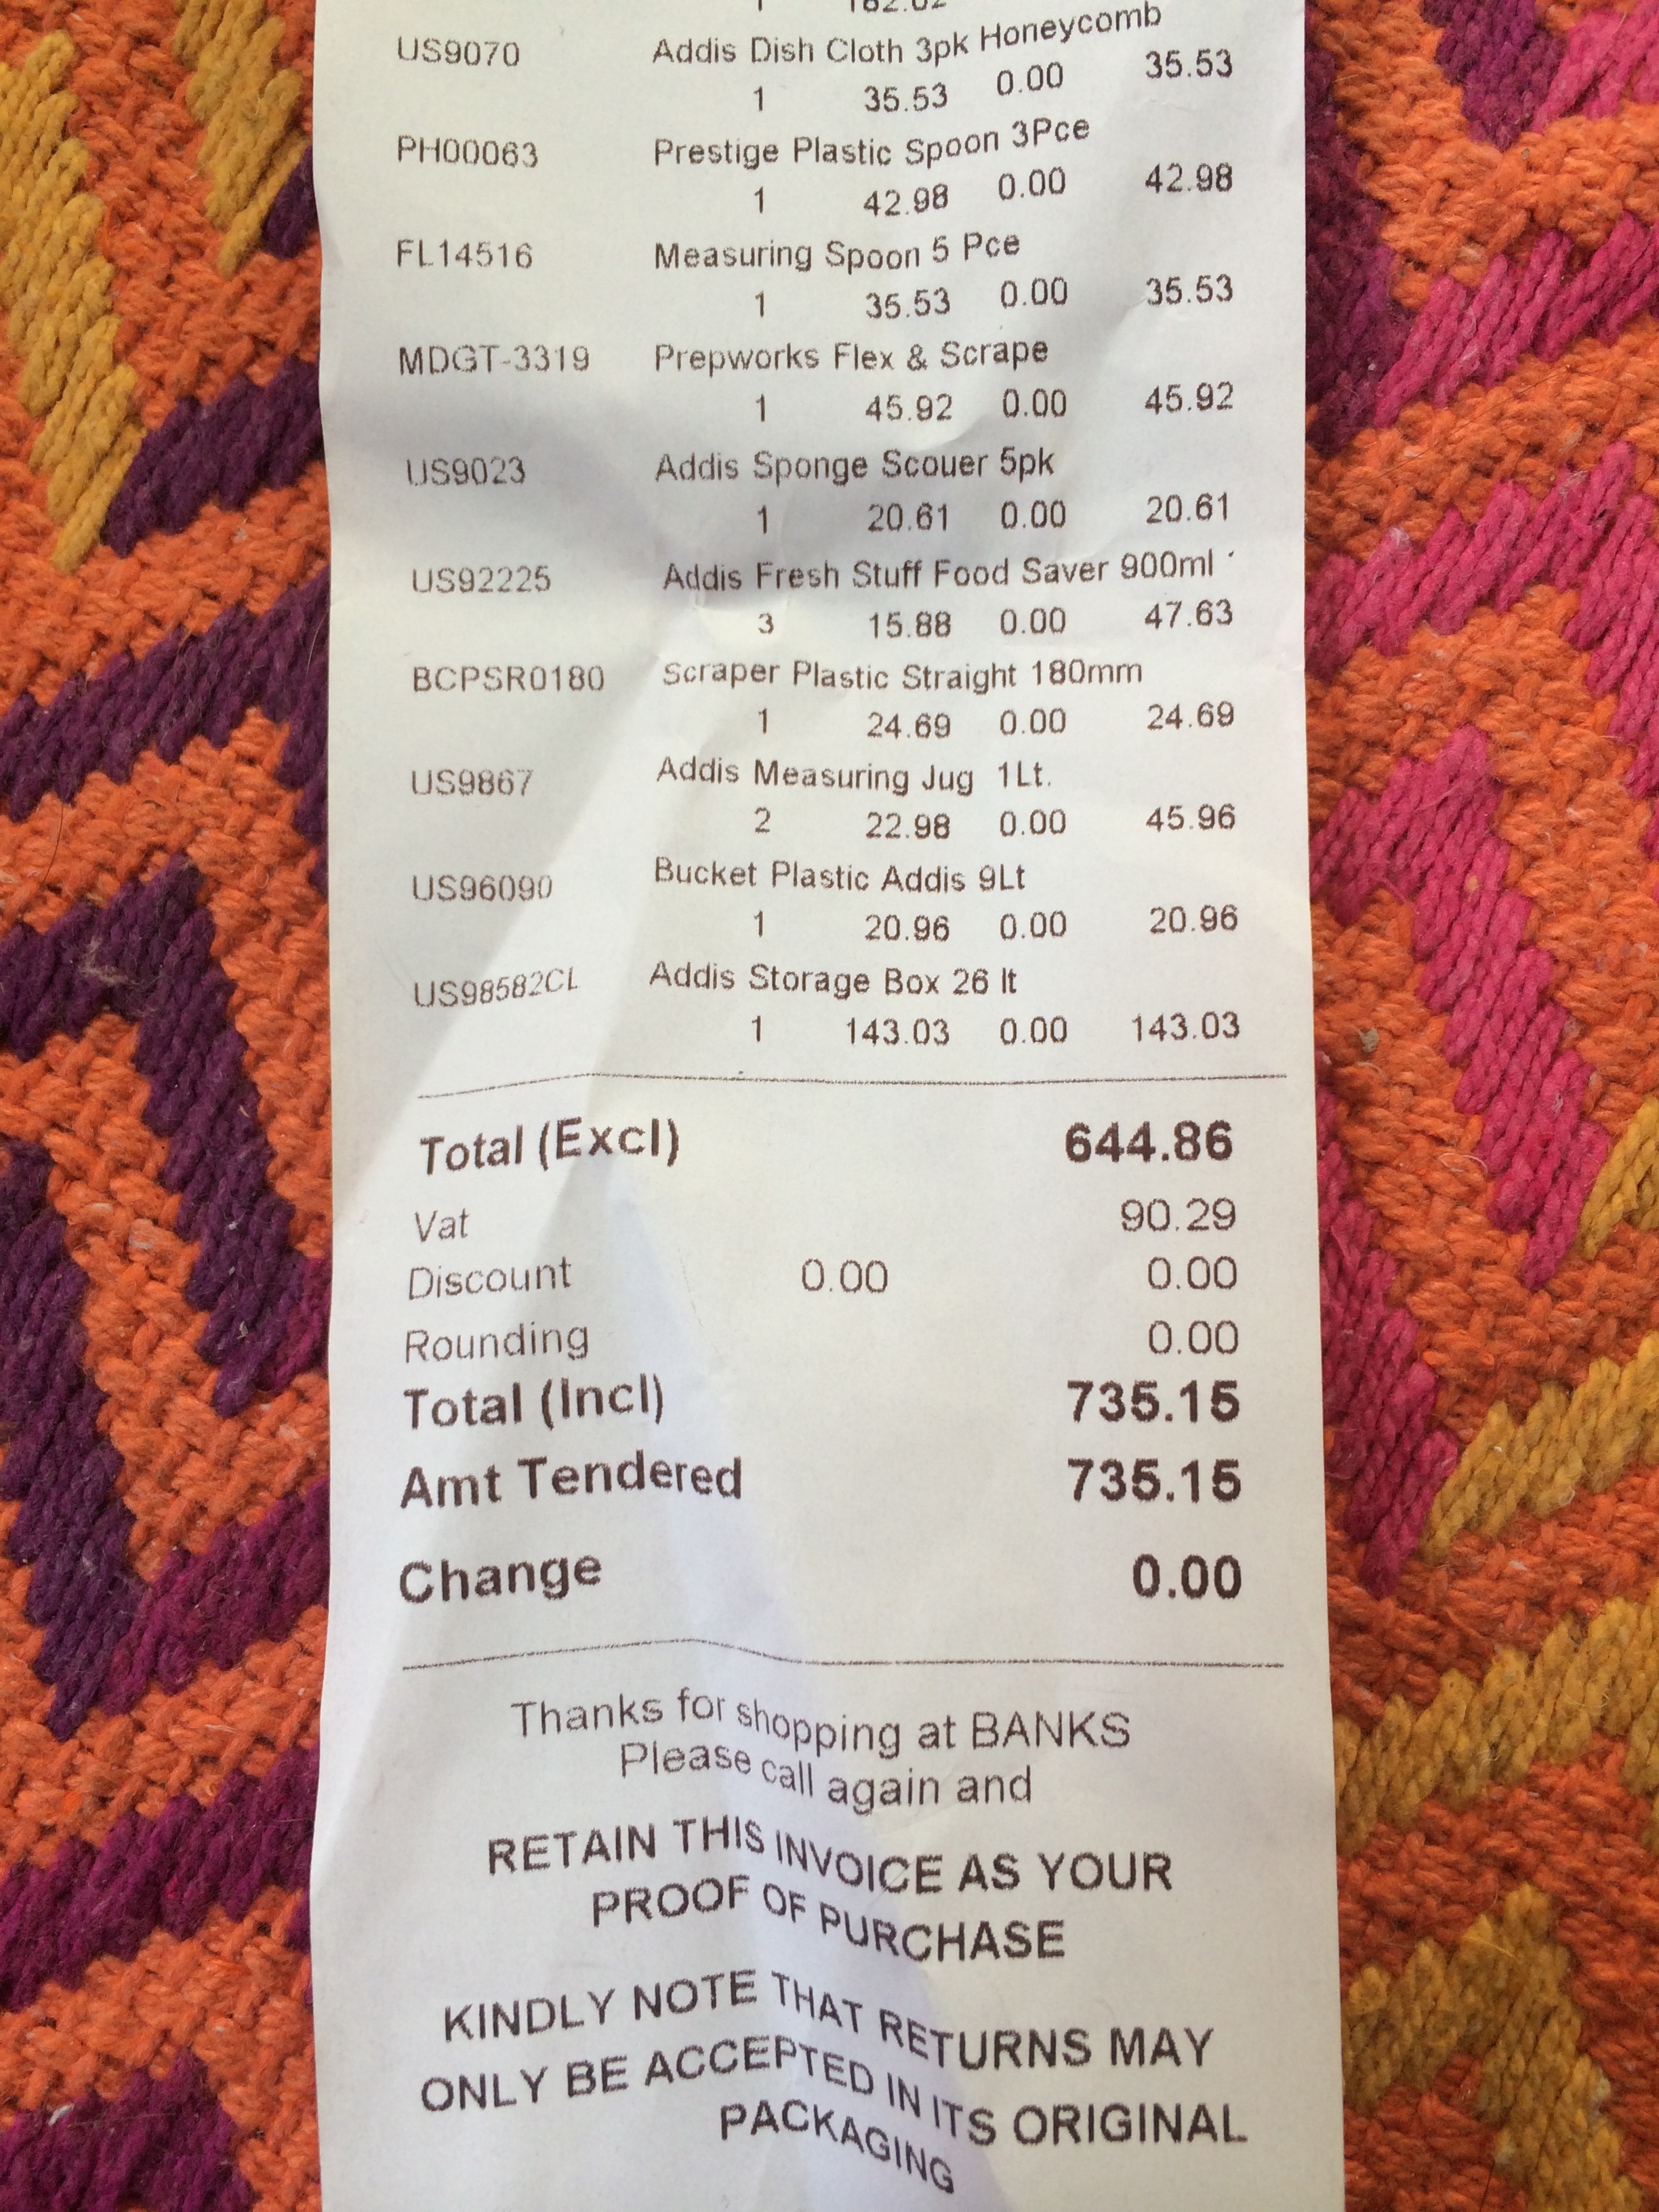 US9070 Addis Dish Cloth 3pk Honeycomb
1 35.53 0.00 35.53
PH00063 Prestige Plastic Spoon 3Pce
1 42.98 0.00 42.98
FL14516 Measuring Spoon 5 Pce
1 35.53 0.00 35.53
MDGT-3319 Prepworks Flex & Scrape
1 45.92 0.00 45.92
US9023 Addis Sponge Scouer 5pk
1 20.61 0.00 20.61
US92225 Addis Fresh Stuff Food Saver 900ml
3 15.88 0.00 47.63
BCPSR0180 Scraper Plastic Straight 180mm
1 24.69 0.00 24.69
US9867 Addis Measuring Jug 1Lt.
2 22.98 0.00 45.96
US96090 Bucket Plastic Addis 9Lt
1 20.96 0.00 20.96
US98582CL Addis Storage Box 26 lt
1 143.03 0.00 143.03
Total (Excl) 644.86
Vat 90.29
Discount 0.00 0.00
Rounding 0.00
Total (Incl) 735.15
Amt Tendered 735.15
Change 0.00
Thanks for shopping at BANKS
Please call again and
RETAIN THIS INVOICE AS YOUR
PROOF OF PURCHASE
KINDLY NOTE THAT RETURNS MAY
ONLY BE ACCEPTED IN ITS ORIGINAL
PACKAGING